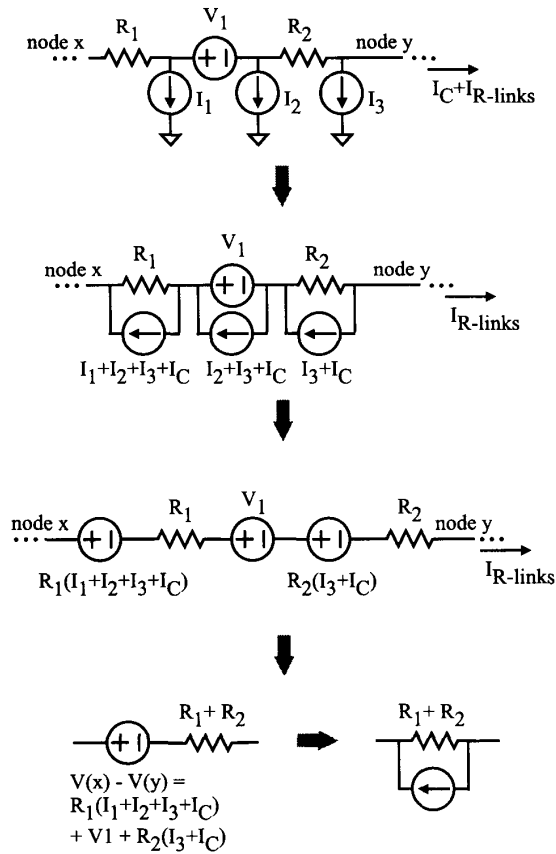 R1 V1 R2
node x + | node y
I1 I2 I3 IC+IR-links
R1 V1 R2
node x + | node y
IR-links
I1+I2+I3+IC I2+I3+IC I3+IC
node x + | R1 V1 + | + | R2 node y
R1(I1+I2+I3+IC) R2(I3+IC) IR-links
+ | R1+ R2 R1+ R2
V(x) - V(y) =
R1(I1+I2+I3+IC)
+ V1 + R2(I3+IC)